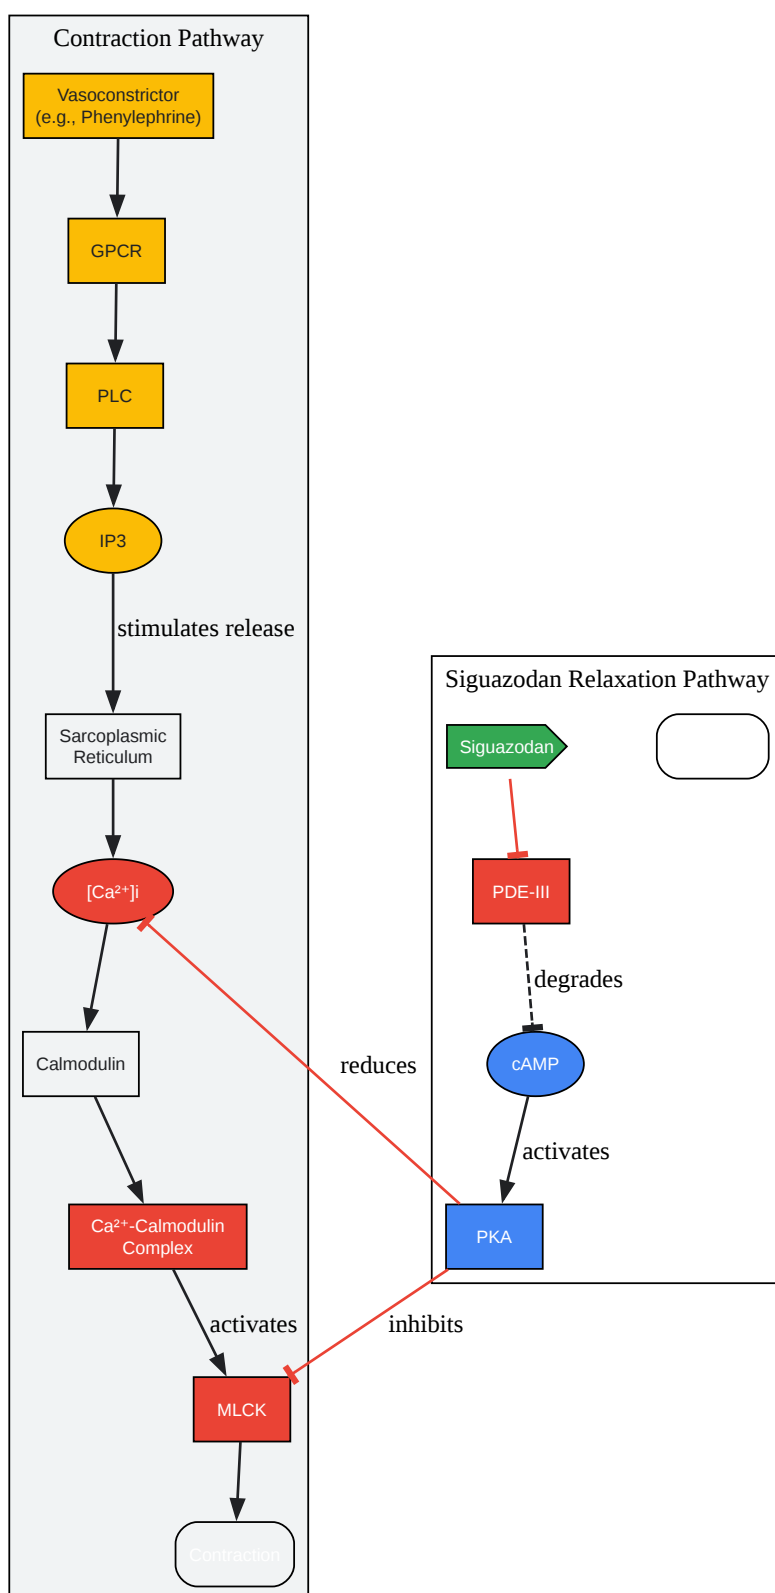 Contraction Pathway
Vasoconstrictor
(e.g., Phenylephrine)
GPCR
PLC
IP3
stimulates release
Sarcoplasmic
Reticulum
[Ca²⁺]i
Calmodulin
Ca²⁺-Calmodulin
Complex
activates
MLCK
Contraction
reduces
inhibits
Siguazodan Relaxation Pathway
Siguazodan
PDE-III
degrades
cAMP
activates
PKA